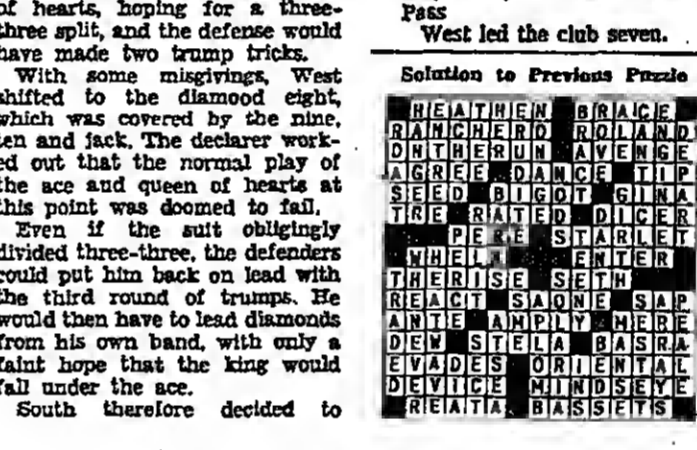 of hearts, hoping for a three-
three split, and the defense would
have made two trump tricks.
With some misgivings, West
shifted to the diamood eight,
which was covered by the nine,
ten and jack. The declarer work-
ed out that the normal play of
the ace and queen of hearts at
this point was doomed to fail.
Even if the suit obligingly
divided three-three, the defenders
could put him back on lead with
the third round of trumps. He
would then have to lead diamonds
from his own band, with only a
faint hope that the king would
fall under the ace.
South therefore decided to
Pass
West led the club seven.
Solution to Previous Puzzle
HEATHEN BRACE
RANCHERO ROLAND
ONTHERUN AVENGE
AGREE DANCE TIP
SEED BIGOT GINA
TRE RATED DICER
PERE STARLET
WHEL ENTER
THERISE SETH
REACT SAONE SAP
ANTE AMPLY MERE
DEW STELA BASRA
EVADES ORIENTAL
DEVICE MINDSEYE
REATA BASSETS